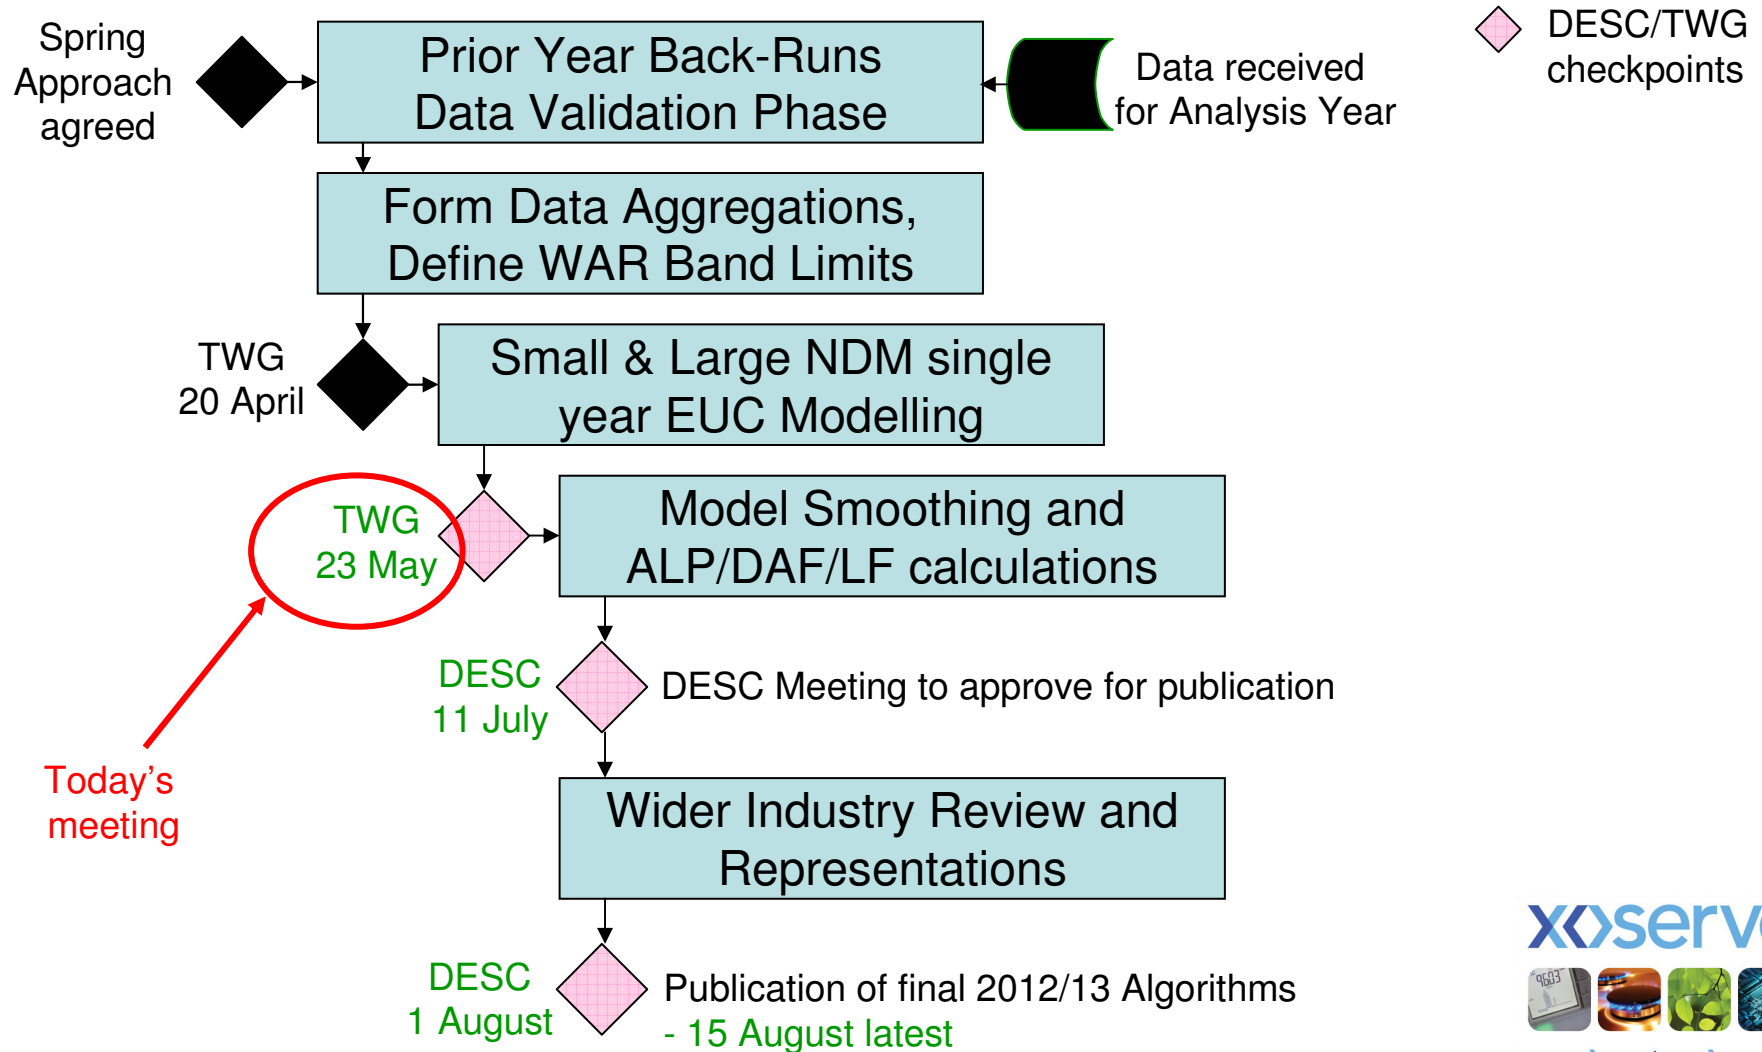 Spring
Approach
agreed
Prior Year Back-Runs
Data Validation Phase
Data received
for Analysis Year
DESC/TWG
checkpoints
Form Data Aggregations,
Define WAR Band Limits
TWG
20 April
Small & Large NDM single
year EUC Modelling
TWG
23 May
Model Smoothing and
ALP/DAF/LF calculations
DESC
11 July
DESC Meeting to approve for publication
Today's
meeting
Wider Industry Review and
Representations
DESC
1 August
Publication of final 2012/13 Algorithms
- 15 August latest
xoserve